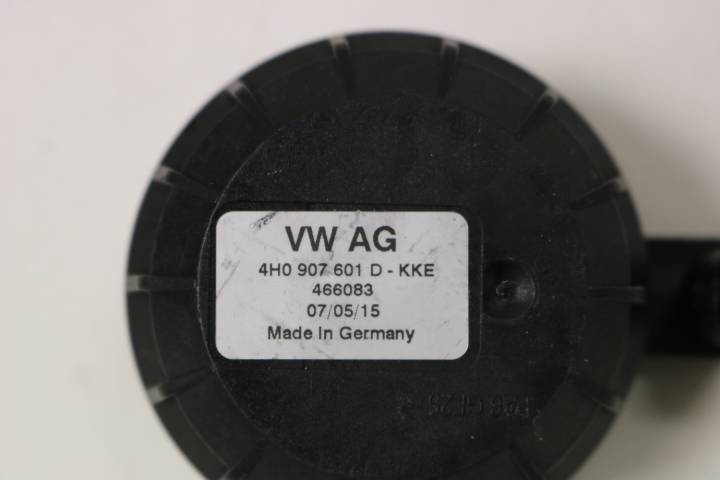 VW AG
4H0 907 601 D - KKE
466083
07/05/15
Made In Germany